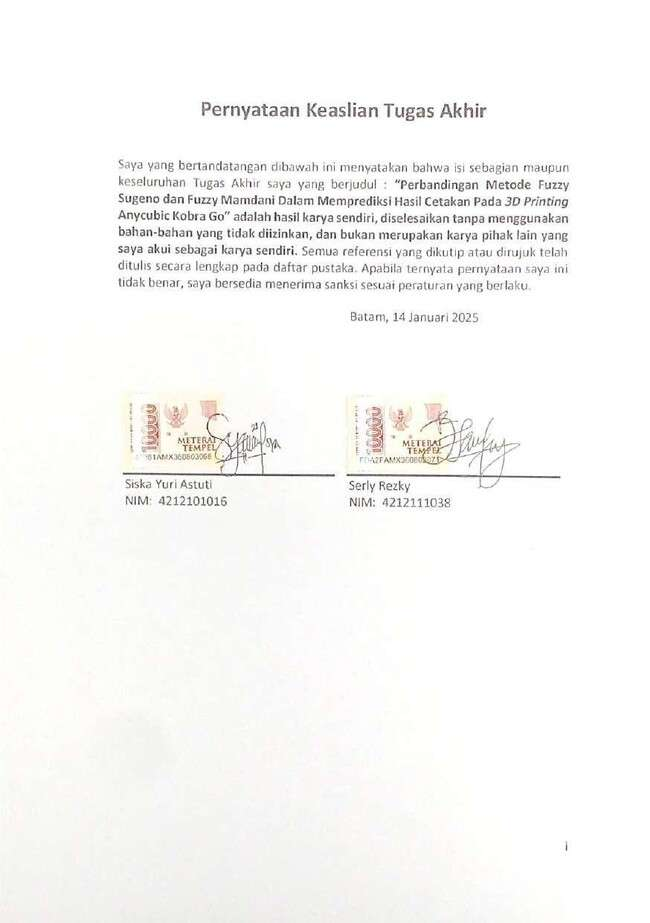 Pernyataan Keaslian Tugas Akhir
Saya yang bertandatangan dibawah ini menyatakan bahwa isi sebagian maupun
keseluruhan Tugas Akhir saya yang berjudul : “Perbandingan Metode Fuzzy
Sugeno dan Fuzzy Mamdani Dalam Memprediksi Hasil Cetakan Pada 3D Printing
Anycubic Kobra Go” adalah hasil karya sendiri, diselesaikan tanpa menggunakan
bahan-bahan yang tidak diizinkan, dan bukan merupakan karya pihak lain yang
saya akui sebagai karya sendiri. Semua referensi yang dikutip atau dirujuk telah
ditulis secara lengkap pada daftar pustaka. Apabila ternyata pernyataan saya ini
tidak benar, saya bersedia menerima sanksi sesuai peraturan yang berlaku.
Batam, 14 Januari 2025
10000
METERAI
TEMPEL
10000
METERAI
TEMPEL
Siska Yuri Astuti
NIM: 4212101016
Serly Rezky
NIM: 4212111038
i